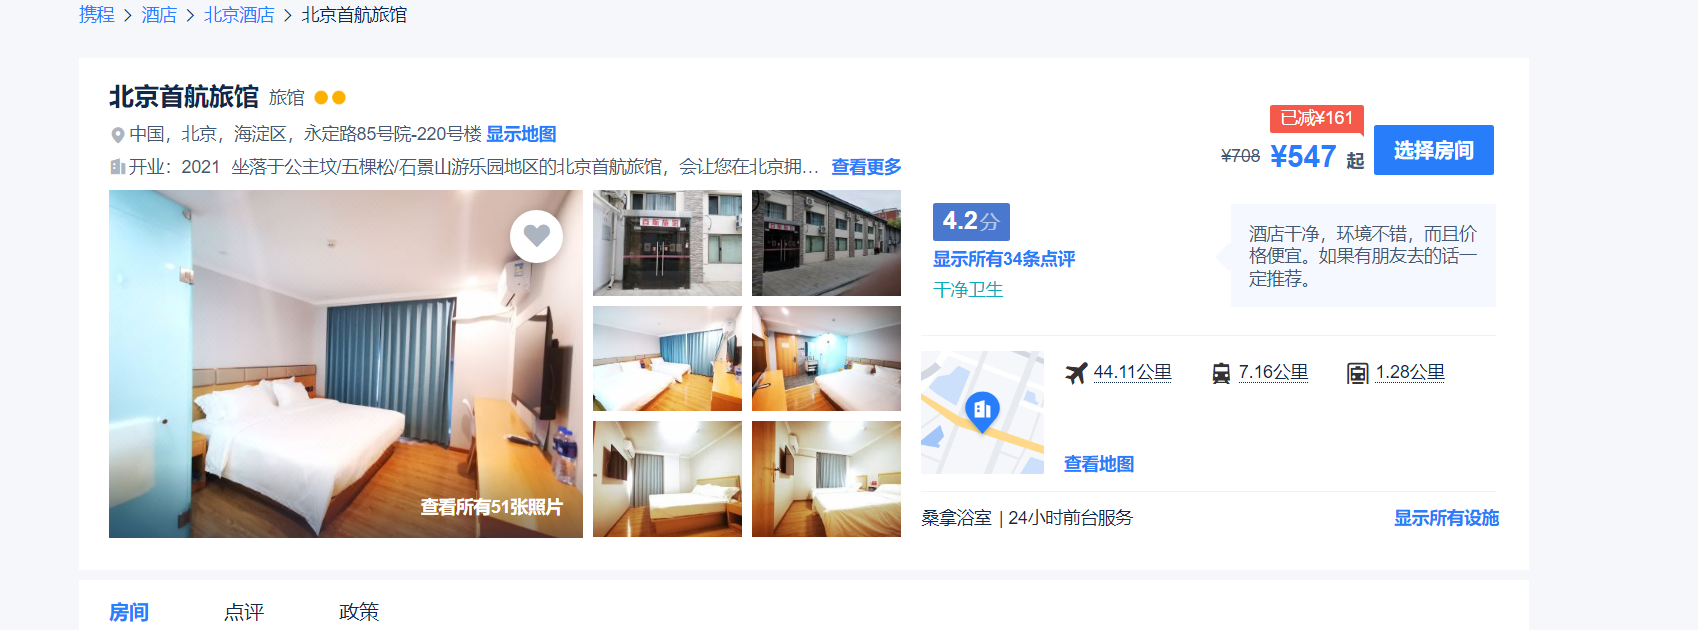 携程 > 酒店 > 北京酒店 > 北京首航旅馆
北京首航旅馆 旅馆
中国，北京，海淀区，永定路85号院-220号楼 显示地图
开业：2021 坐落于公主坟/五棵松/石景山游乐园地区的北京首航旅馆，会让您在北京拥... 查看更多
已减¥161
¥708 ¥547 起
选择房间
首航旅馆
查看所有51张照片
4.2分
显示所有34条点评
干净卫生
酒店干净，环境不错，而且价
格便宜。如果有朋友去的话一
定推荐。
44.11公里 7.16公里 1.28公里
查看地图
桑拿浴室 | 24小时前台服务
显示所有设施
房间 点评 政策